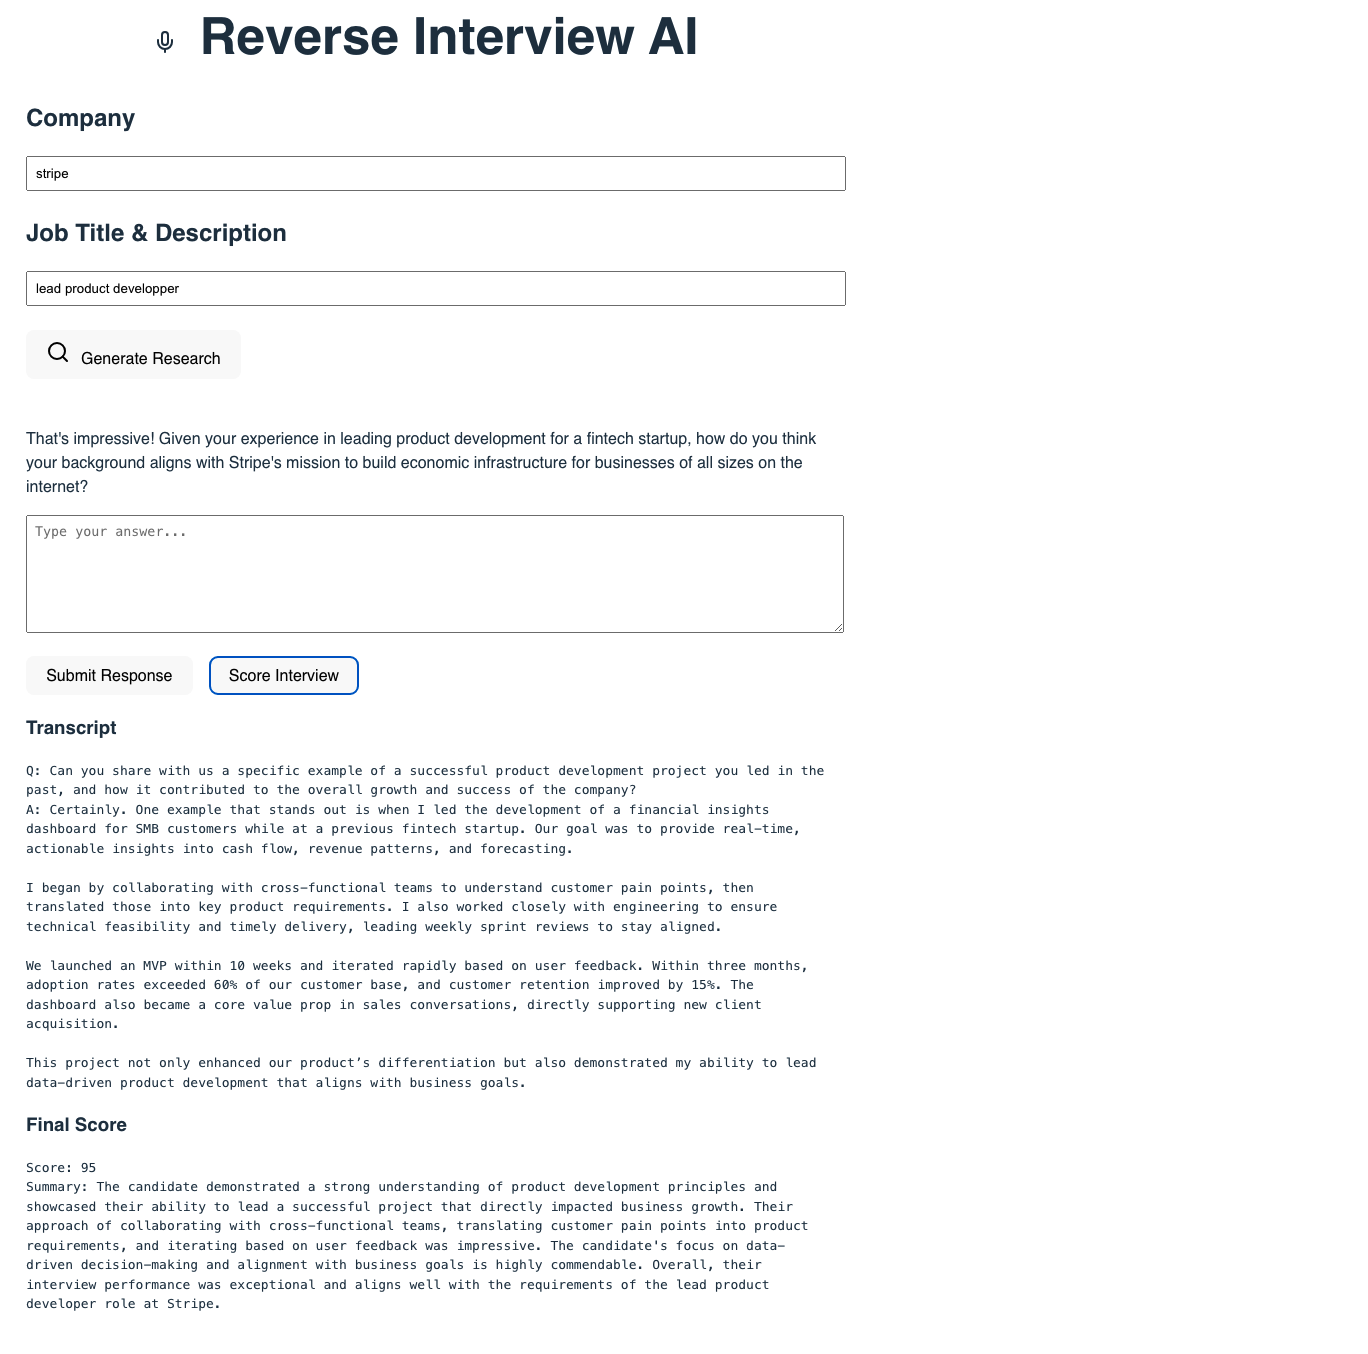 Reverse Interview AI
Company
stripe
Job Title & Description
lead product developper
Generate Research
That's impressive! Given your experience in leading product development for a fintech startup, how do you think
your background aligns with Stripe's mission to build economic infrastructure for businesses of all sizes on the
internet?
Type your answer...
Submit Response
Score Interview
Transcript
Q: Can you share with us a specific example of a successful product development project you led in the
past, and how it contributed to the overall growth and success of the company?
A: Certainly. One example that stands out is when I led the development of a financial insights
dashboard for SMB customers while at a previous fintech startup. Our goal was to provide real-time,
actionable insights into cash flow, revenue patterns, and forecasting.
I began by collaborating with cross-functional teams to understand customer pain points, then
translated those into key product requirements. I also worked closely with engineering to ensure
technical feasibility and timely delivery, leading weekly sprint reviews to stay aligned.
We launched an MVP within 10 weeks and iterated rapidly based on user feedback. Within three months,
adoption rates exceeded 60% of our customer base, and customer retention improved by 15%. The
dashboard also became a core value prop in sales conversations, directly supporting new client
acquisition.
This project not only enhanced our product’s differentiation but also demonstrated my ability to lead
data-driven product development that aligns with business goals.
Final Score
Score: 95
Summary: The candidate demonstrated a strong understanding of product development principles and
showcased their ability to lead a successful project that directly impacted business growth. Their
approach of collaborating with cross-functional teams, translating customer pain points into product
requirements, and iterating based on user feedback was impressive. The candidate's focus on data-
driven decision-making and alignment with business goals is highly commendable. Overall, their
interview performance was exceptional and aligns well with the requirements of the lead product
developer role at Stripe.